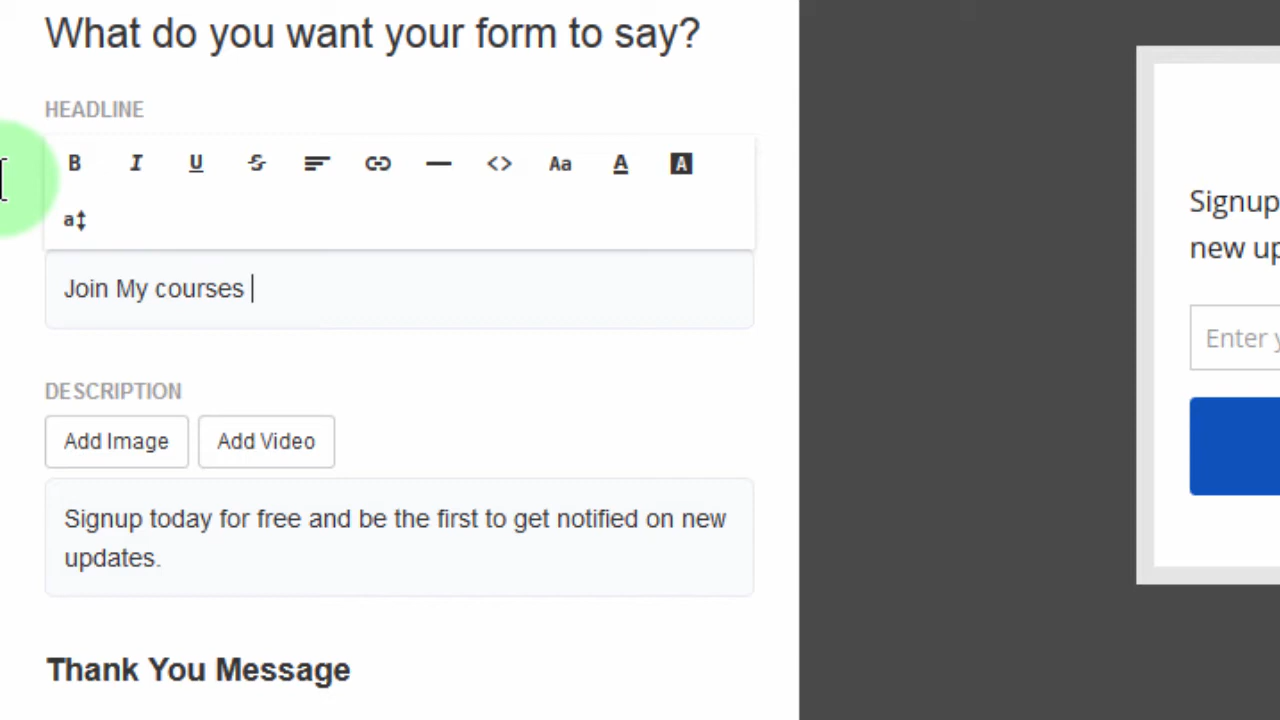 What do you want your form to say?
HEADLINE
B I U S Aa A A
a
Join My courses
DESCRIPTION
Add Image Add Video
Signup today for free and be the first to get notified on new
updates.
Thank You Message
Signup
new up
Enter y